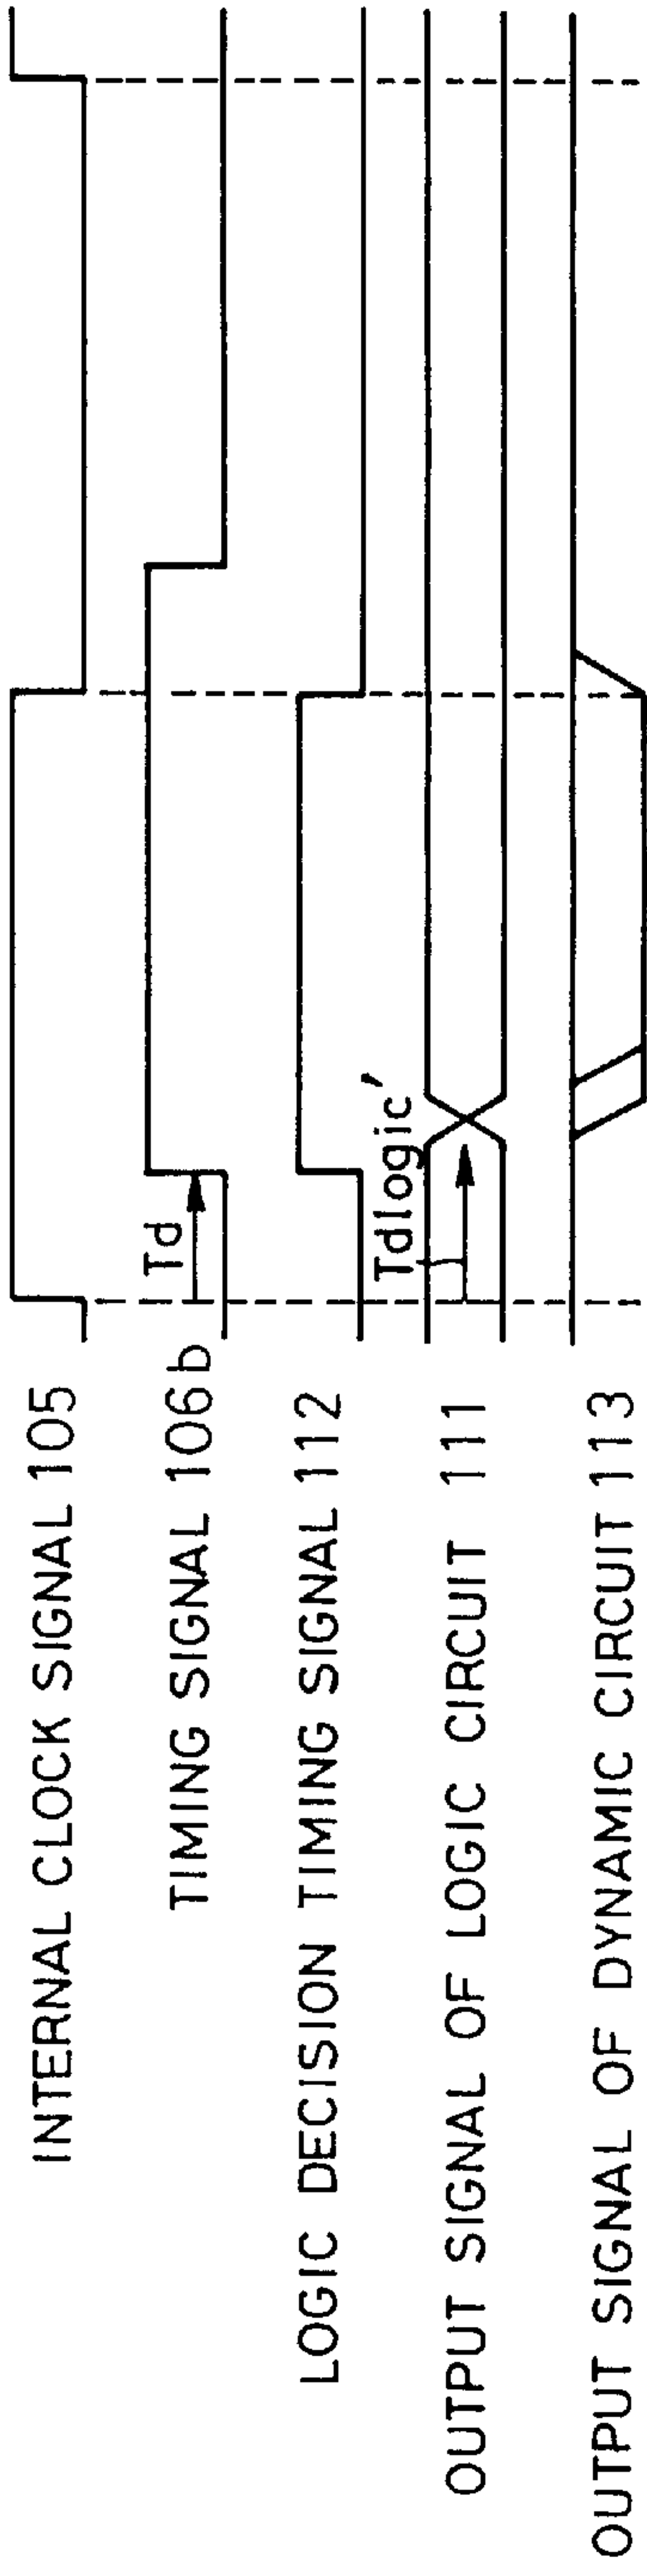 INTERNAL CLOCK SIGNAL 105
TIMING SIGNAL 106b
Td
LOGIC DECISION TIMING SIGNAL 112
Tdlogic'
OUTPUT SIGNAL OF LOGIC CIRCUIT 111
OUTPUT SIGNAL OF DYNAMIC CIRCUIT 113